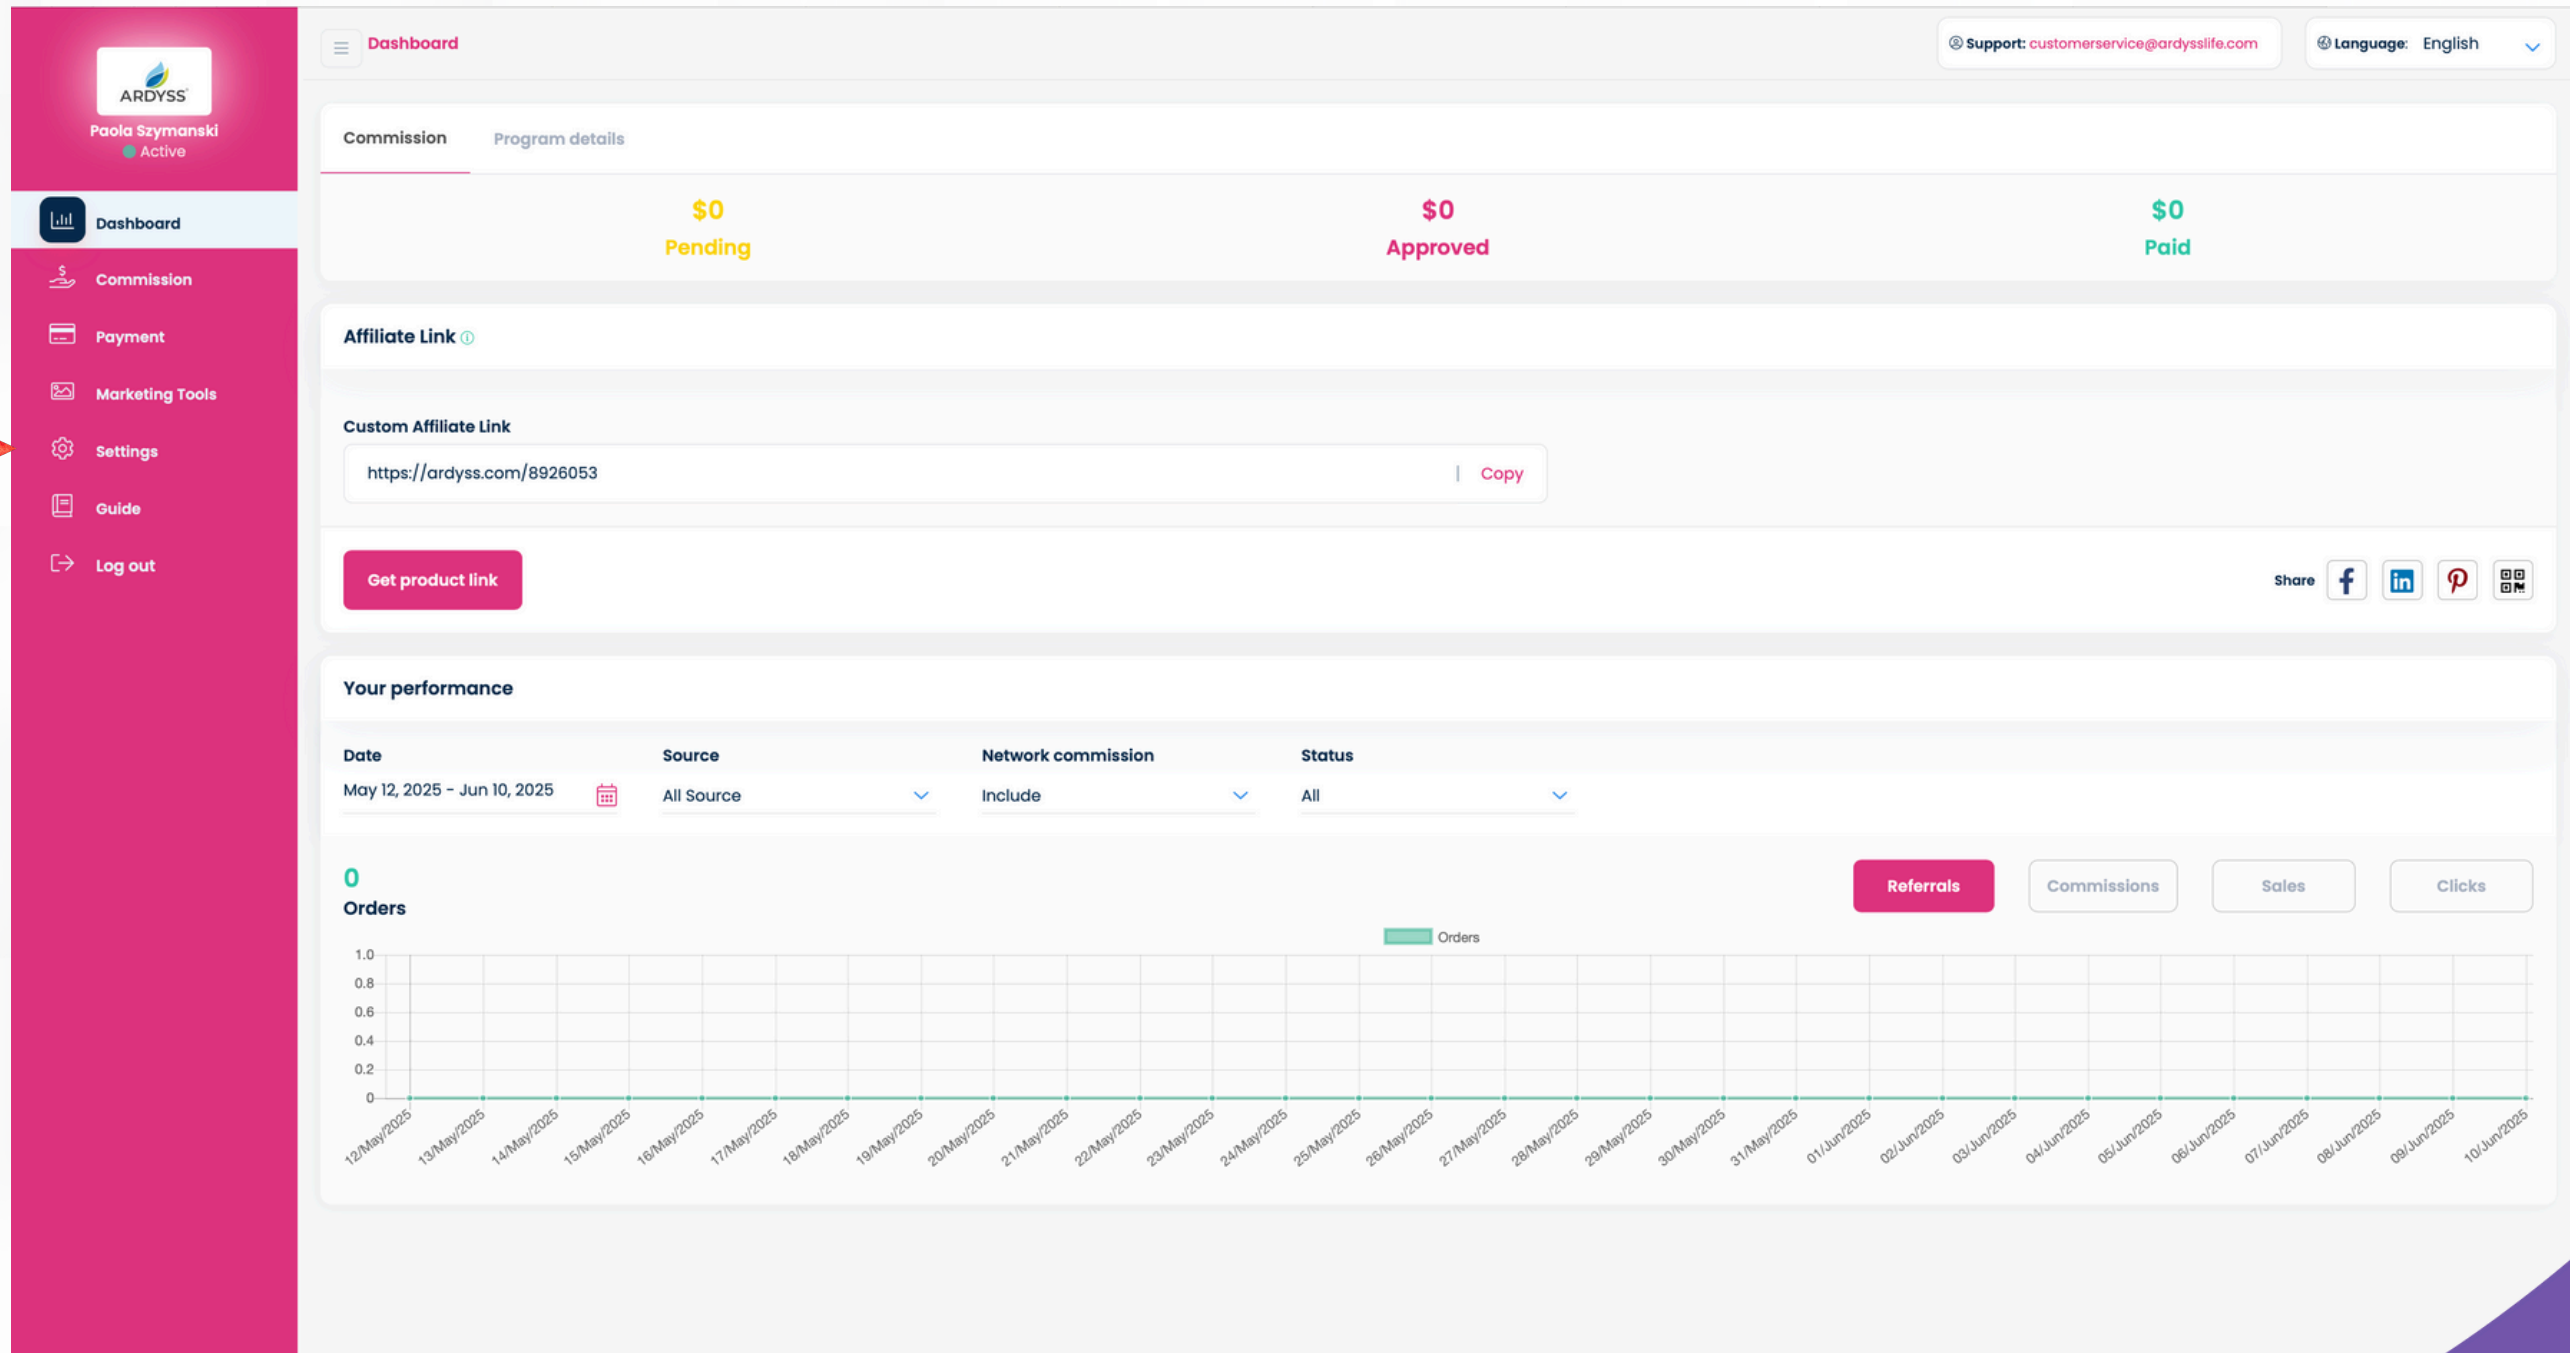 ARDYSS
Paola Szymanski
Active
Dashboard
Commission
Payment
Marketing Tools
Settings
Guide
Log out
Dashboard
Support: customerservice@ardysslife.com
Language: English
Commission Program details
$0 $0 $0
Pending Approved Paid
Affiliate Link
Custom Affiliate Link
https://ardyss.com/8926053 | Copy
Get product link
Share
Your performance
Date Source Network commission Status
May 12, 2025 - Jun 10, 2025 All Source Include All
0
Orders
Referrals Commissions Sales Clicks
Orders
1.0
0.8
0.6
0.4
0.2
0
12/May/2025 13/May/2025 14/May/2025 15/May/2025 16/May/2025 17/May/2025 18/May/2025 19/May/2025 20/May/2025 21/May/2025 22/May/2025 23/May/2025 24/May/2025 25/May/2025 26/May/2025 27/May/2025 28/May/2025 29/May/2025 30/May/2025 31/May/2025 01/Jun/2025 02/Jun/2025 03/Jun/2025 04/Jun/2025 05/Jun/2025 06/Jun/2025 07/Jun/2025 08/Jun/2025 09/Jun/2025 10/Jun/2025